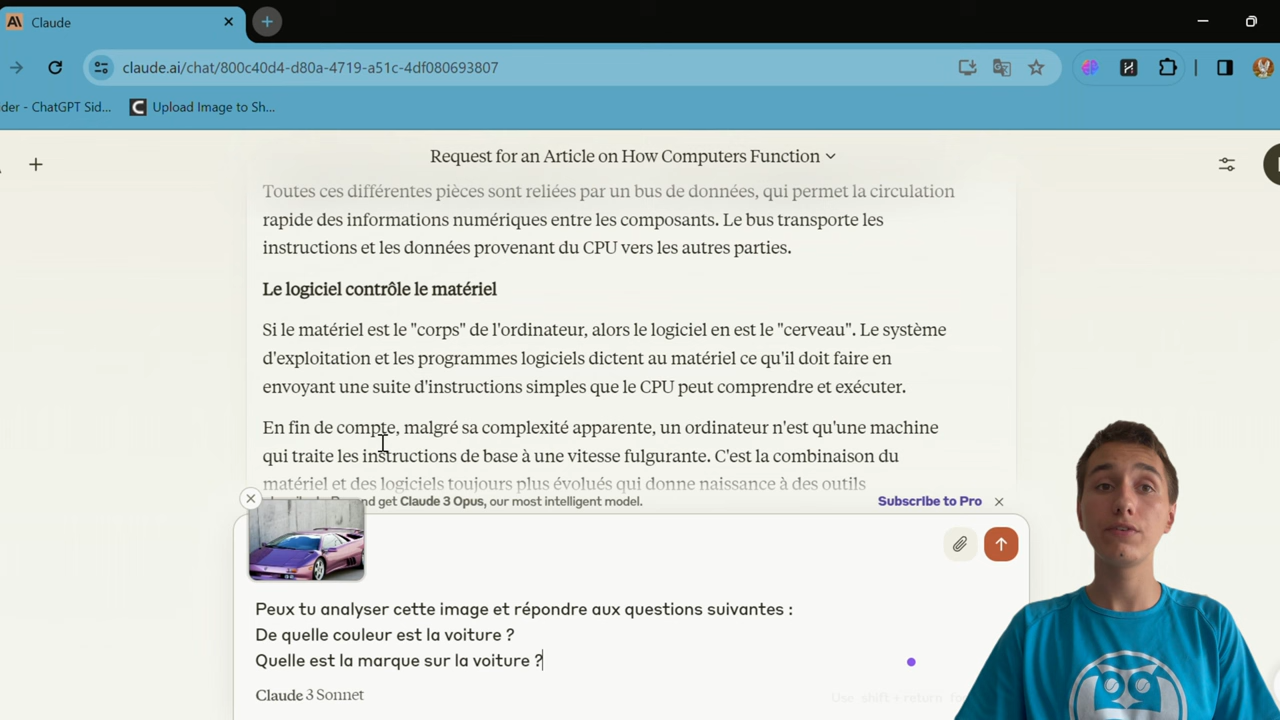 Claude
claude.ai/chat/800c40d4-d80a-4719-a51c-4df080693807
der - ChatGPT Sid...
Upload Image to Sh...
Request for an Article on How Computers Function
Toutes ces différentes pièces sont reliées par un bus de données, qui permet la circulation
rapide des informations numériques entre les composants. Le bus transporte les
instructions et les données provenant du CPU vers les autres parties.
Le logiciel contrôle le matériel
Si le matériel est le "corps" de l'ordinateur, alors le logiciel en est le "cerveau". Le système
d'exploitation et les programmes logiciels dictent au matériel ce qu'il doit faire en
envoyant une suite d'instructions simples que le CPU peut comprendre et exécuter.
En fin de compte, malgré sa complexité apparente, un ordinateur n'est qu'une machine
qui traite les instructions de base à une vitesse fulgurante. C'est la combinaison du
matériel et des logiciels toujours plus évolués qui donne naissance à des outils
get Claude 3 Opus, our most intelligent model.
Subscribe to Pro
Peux tu analyser cette image et répondre aux questions suivantes :
De quelle couleur est la voiture ?
Quelle est la marque sur la voiture ?
Claude 3 Sonnet
Use shift + return